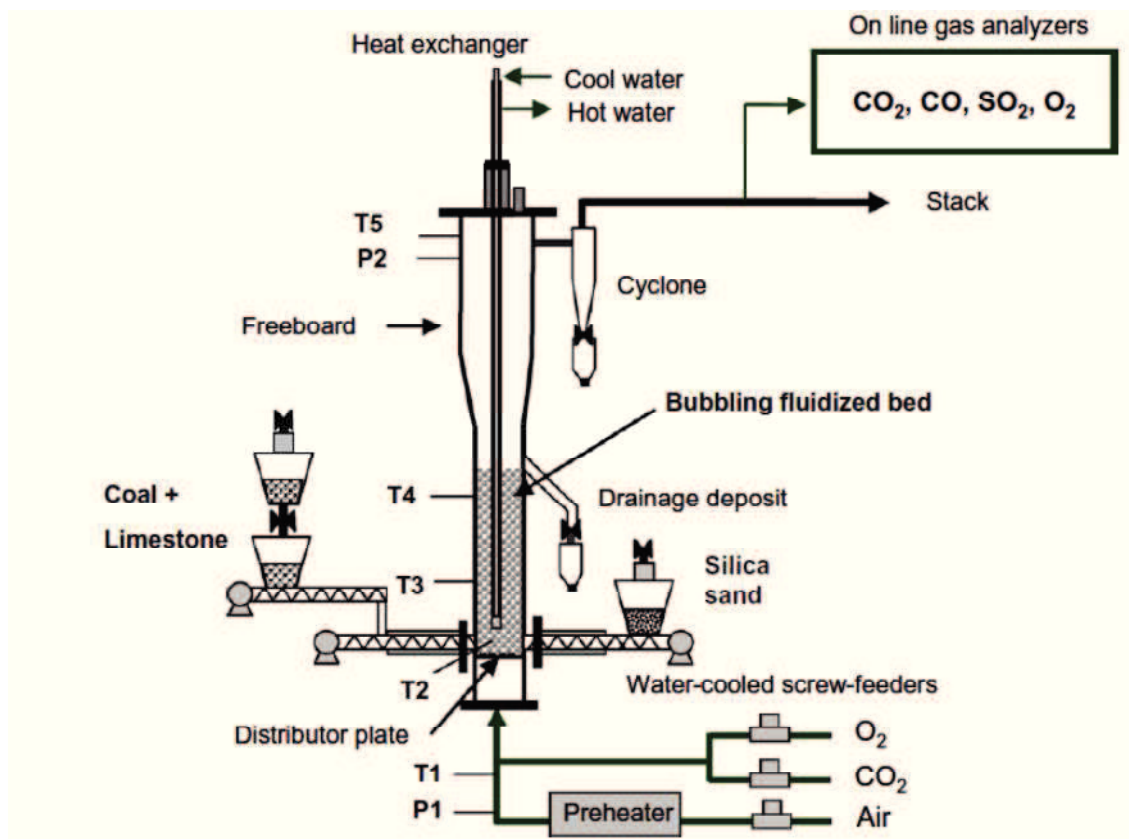 On line gas analyzers
Heat exchanger
Cool water
Hot water
CO₂, CO, SO₂, O₂
Stack
T5
P2
Cyclone
Freeboard
Bubbling fluidized bed
Coal +
Limestone
T4
Drainage deposit
T3
Silica
sand
T2
Water-cooled screw-feeders
Distributor plate
O₂
T1
CO₂
P1
Preheater
Air